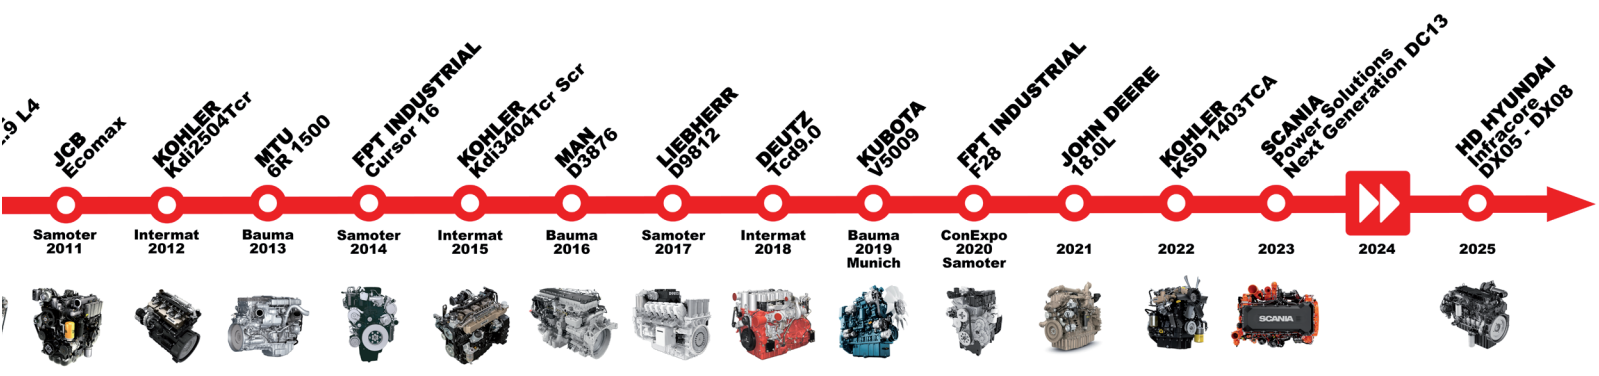 .9 L4
JCB
Ecomax
KOHLER
Kdi2504Tcr
MTU
6R 1500
FPT INDUSTRIAL
Cursor 16
KOHLER
Kdi3404Tcr Scr
MAN
D3876
LIEBHERR
D9812
DEUTZ
Tcd9.0
KUBOTA
V5009
FPT INDUSTRIAL
F28
JOHN DEERE
18.0L
KOHLER
KSD 1403TCA
SCANIA
Power Solutions
Next Generation DC13
HD HYUNDAI
Infracore
DX05 - DX08
Samoter
2011
Intermat
2012
Bauma
2013
Samoter
2014
Intermat
2015
Bauma
2016
Samoter
2017
Intermat
2018
Bauma
2019
Munich
ConExpo
2020
Samoter
2021
2022
2023
2024
2025
SCANIA